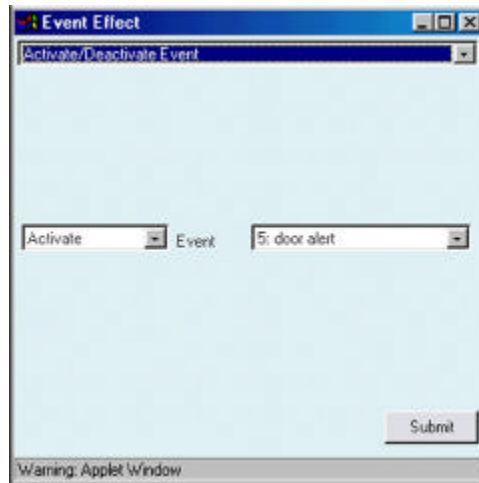 Event Effect
Activate/Deactivate Event
Activate Event 5: door alert
Submit
Warning: Applet Window